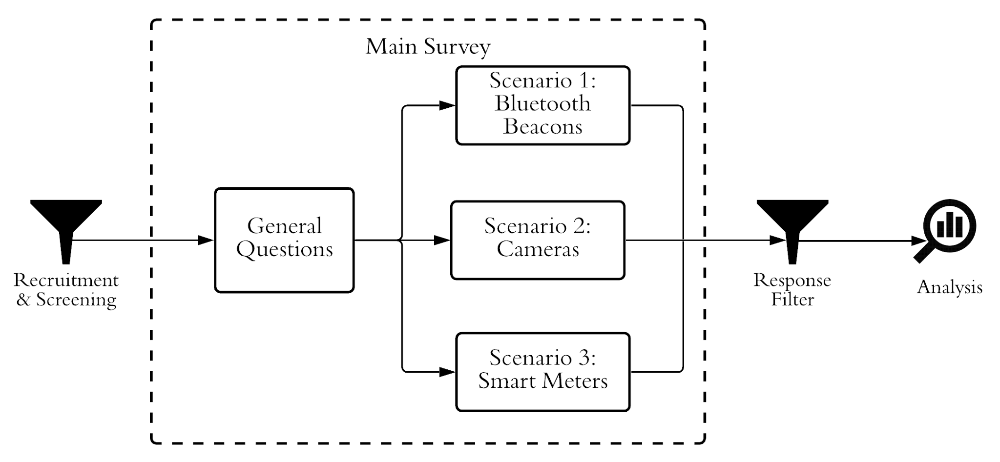 Main Survey
Scenario 1:
Bluetooth
Beacons
General
Questions
Scenario 2:
Cameras
Scenario 3:
Smart Meters
Recruitment
& Screening
Response
Filter
Analysis